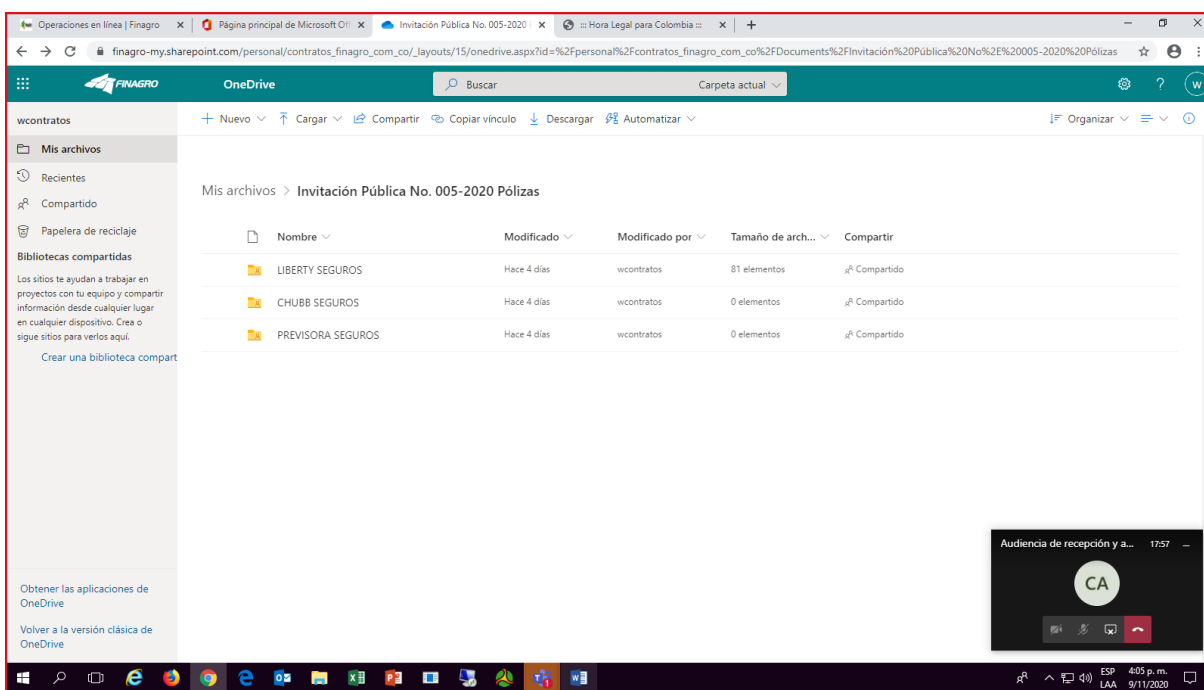 Operaciones en línea | Finagro
Página principal de Microsoft Off
Invitación Pública No. 005-2020
::: Hora Legal para Colombia :::
finagro-my.sharepoint.com/personal/contratos_finagro_com_co/_layouts/15/onedrive.aspx?id=%2Fpersonal%2Fcontratos_finagro_com_co%2FDocuments%2FInvitación%20Pública%20No%2E%20005-2020%20Pólizas
FINAGRO
OneDrive
Buscar
Carpeta actual
?
W
wcontratos
Nuevo
Cargar
Compartir
Copiar vínculo
Descargar
Automatizar
Organizar
Mis archivos
Recientes
Compartido
Papelera de reciclaje
Bibliotecas compartidas
Los sitios te ayudan a trabajar en
proyectos con tu equipo y compartir
información desde cualquier lugar
en cualquier dispositivo. Crea o
sigue sitios para verlos aquí.
Crear una biblioteca compart
Obtener las aplicaciones de
OneDrive
Volver a la versión clásica de
OneDrive
Mis archivos > Invitación Pública No. 005-2020 Pólizas
Nombre Modificado Modificado por Tamaño de arch... Compartir
LIBERTY SEGUROS Hace 4 días wcontratos 81 elementos Compartido
CHUBB SEGUROS Hace 4 días wcontratos 0 elementos Compartido
PREVISORA SEGUROS Hace 4 días wcontratos 0 elementos Compartido
Audiencia de recepción y a... 17:57
CA
ESP
LAA
4:05 p. m.
9/11/2020